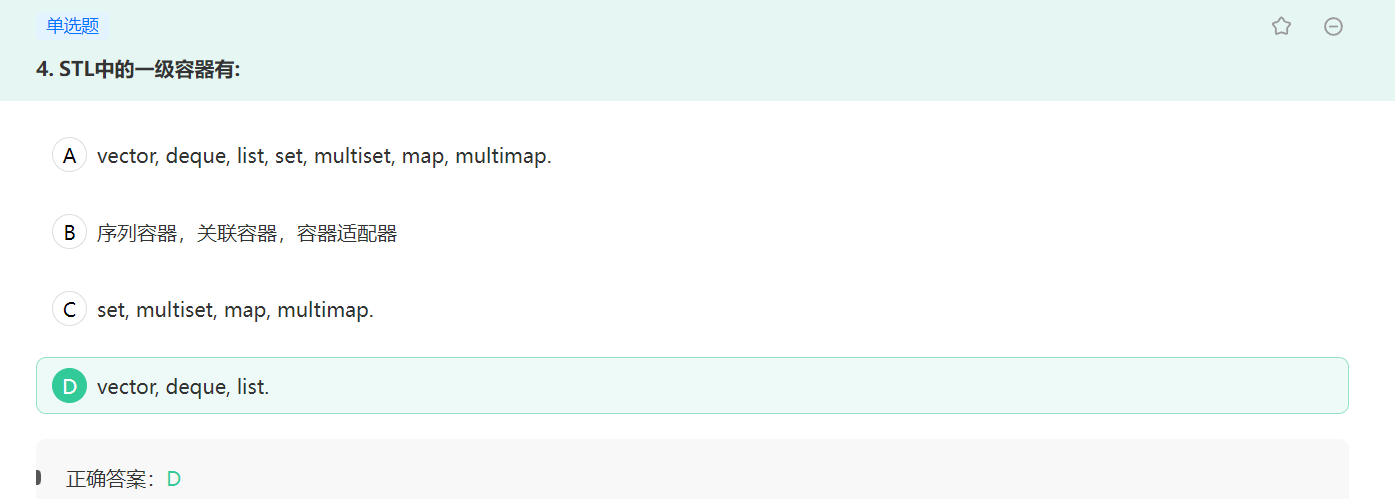 单选题
4. STL中的一级容器有:
A vector, deque, list, set, multiset, map, multimap.
B 序列容器，关联容器，容器适配器
C set, multiset, map, multimap.
D vector, deque, list.
正确答案：D